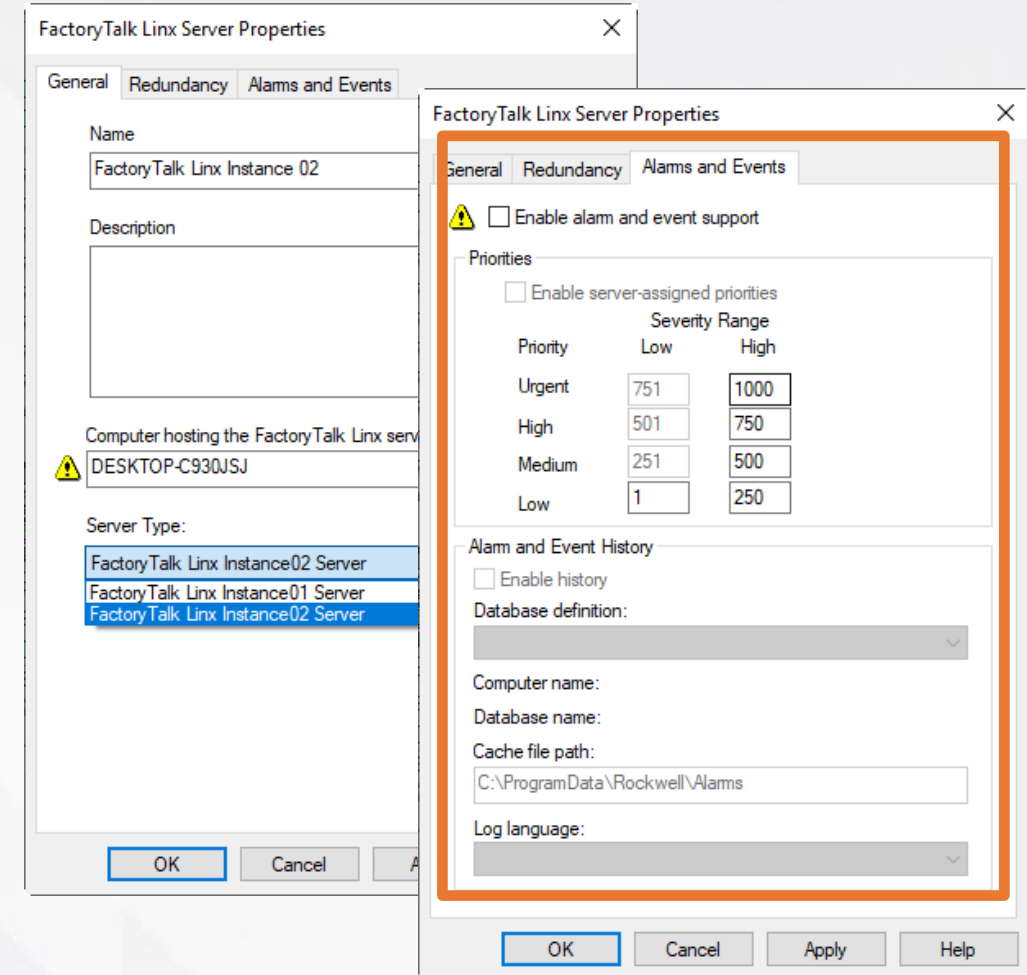 FactoryTalk Linx Server Properties
General Redundancy Alarms and Events
Name
FactoryTalk Linx Instance 02
Description
Computer hosting the FactoryTalk Linx serv
DESKTOP-C930JSJ
Server Type:
FactoryTalk Linx Instance02 Server
FactoryTalk Linx Instance01 Server
FactoryTalk Linx Instance02 Server
OK Cancel A
FactoryTalk Linx Server Properties
General Redundancy Alarms and Events
Enable alarm and event support
Priorities
Enable server-assigned priorities
Severity Range
Priority Low High
Urgent 751 1000
High 501 750
Medium 251 500
Low 1 250
Alarm and Event History
Enable history
Database definition:
Computer name:
Database name:
Cache file path:
C:\ProgramData\Rockwell\Alarms
Log language:
OK Cancel Apply Help